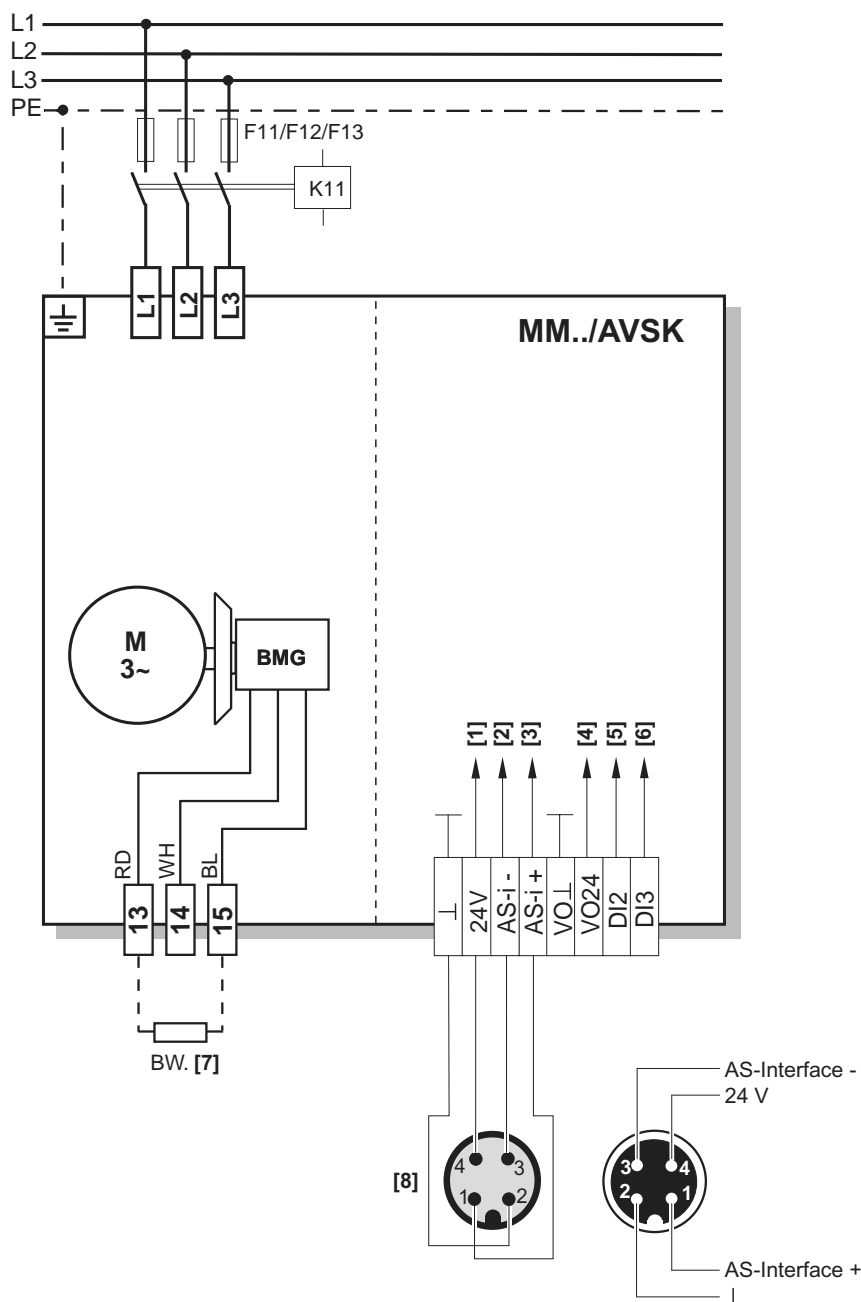 L1
L2
L3
PE
F11/F12/F13
K11
L1
L2
L3
MM../AVSK
M
3~
BMG
[1]
[2]
[3]
[4]
[5]
[6]
RD
WH
BL
13
14
15
⊥
24V
AS-i -
AS-i +
VO⊥
VO24
DI2
DI3
BW. [7]
AS-Interface -
24 V
[8]
4
3
1
2
3
4
2
1
AS-Interface +
⊥